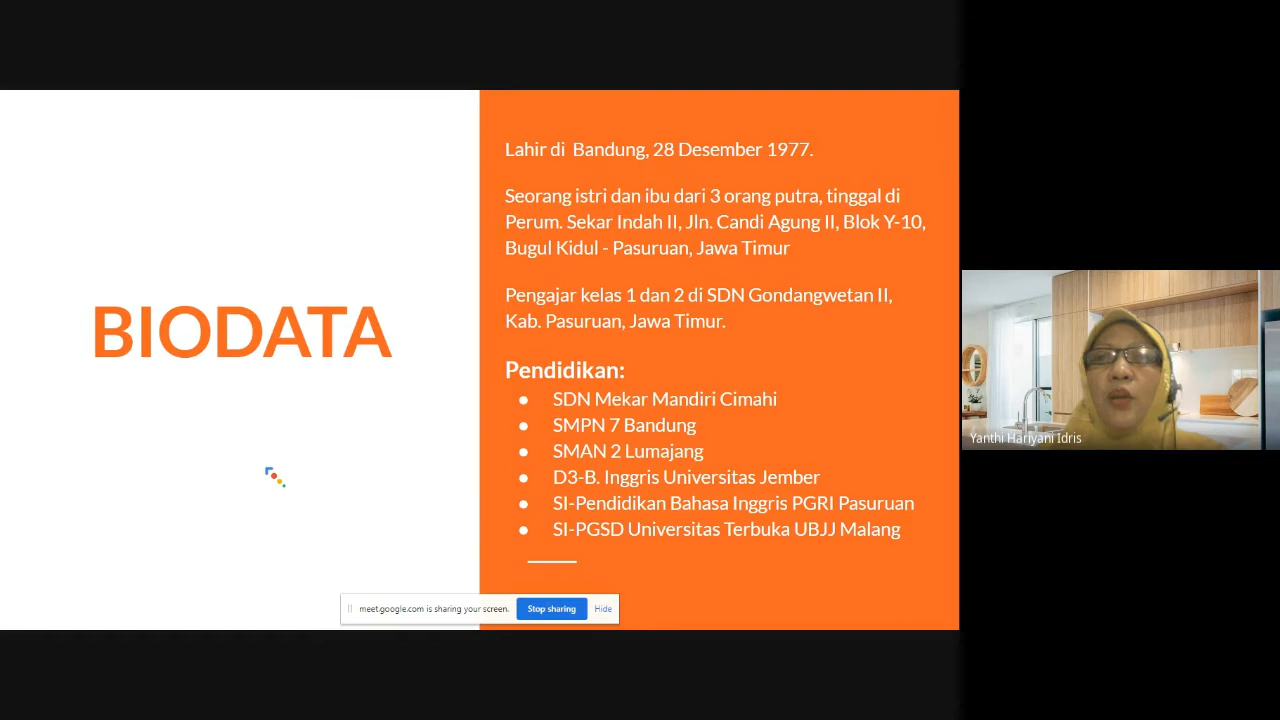 BIODATA
Lahir di Bandung, 28 Desember 1977.
Seorang istri dan ibu dari 3 orang putra, tinggal di
Perum. Sekar Indah II, Jln. Candi Agung II, Blok Y-10,
Bugul Kidul - Pasuruan, Jawa Timur
Pengajar kelas 1 dan 2 di SDN Gondangwetan II,
Kab. Pasuruan, Jawa Timur.
Pendidikan:
● SDN Mekar Mandiri Cimahi
● SMPN 7 Bandung
● SMAN 2 Lumajang
● D3-B. Inggris Universitas Jember
● SI-Pendidikan Bahasa Inggris PGRI Pasuruan
● SI-PGSD Universitas Terbuka UBJJ Malang
meet.google.com is sharing your screen. Stop sharing Hide
Yanthi Hariyani Idris